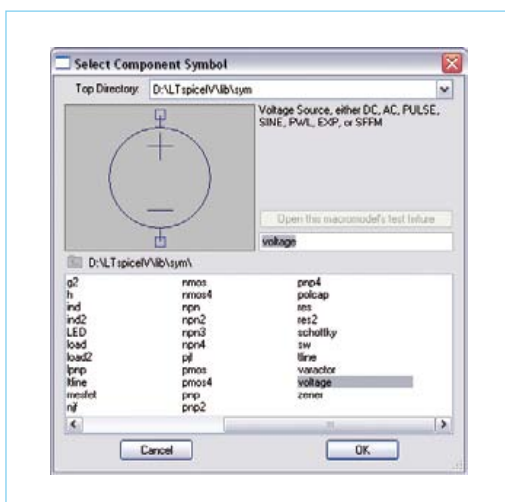 Select Component Symbol
Top Directory: D:\LTspiceIV\lib\sym
Voltage Source, either DC, AC, PULSE,
SINE, PWL, EXP, or SFFM
Open this macromodel's test fixture
voltage
D:\LTspiceIV\lib\sym\
g2
h
ind
ind2
LED
load
load2
lpnp
ltline
mesfet
njf
nmos
nmos4
npn
npn2
npn3
npn4
pjf
pmos
pmos4
pnp
pnp2
pnp4
polcap
res
res2
schottky
sw
tline
varactor
voltage
zener
Cancel
OK